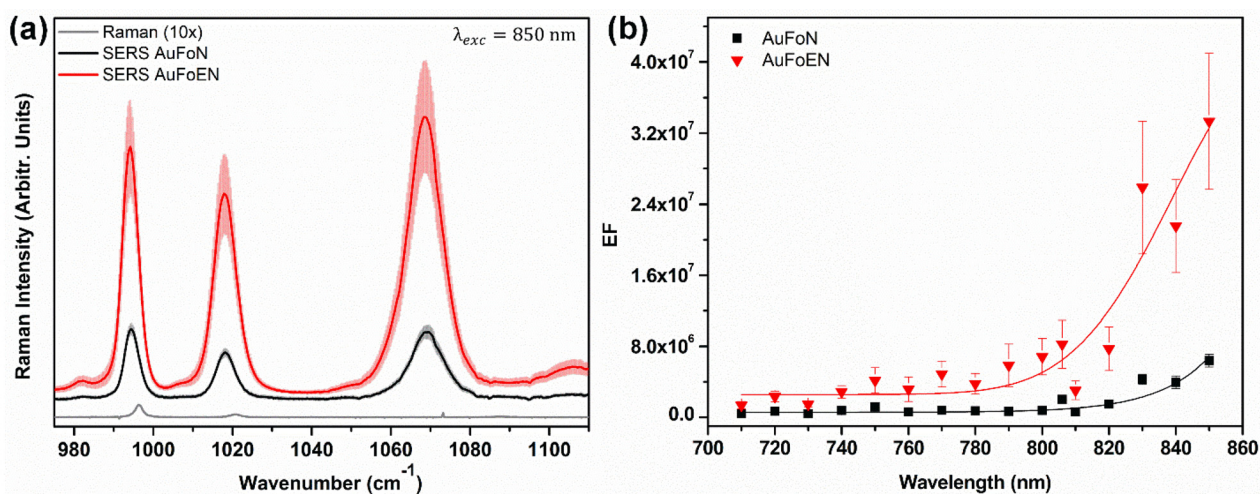 (a)
Raman (10x)
SERS AuFoN
SERS AuFoEN
λexc = 850 nm
Raman Intensity (Arbitr. Units)
980 1000 1020 1040 1060 1080 1100
Wavenumber (cm-1)
(b)
AuFoN
AuFoEN
EF
4.0x10^7
3.2x10^7
2.4x10^7
1.6x10^7
8.0x10^6
0.0
700 720 740 760 780 800 820 840 860
Wavelength (nm)